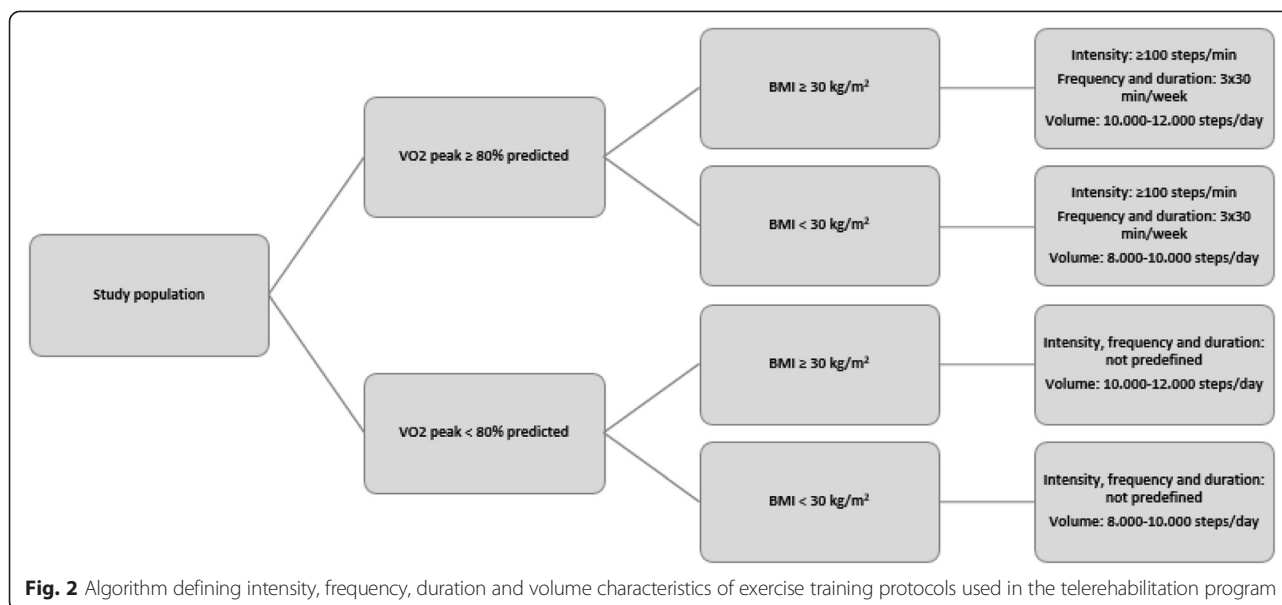 Study population
VO2 peak ≥ 80% predicted
VO2 peak < 80% predicted
BMI ≥ 30 kg/m²
BMI < 30 kg/m²
BMI ≥ 30 kg/m²
BMI < 30 kg/m²
Intensity: ≥100 steps/min
Frequency and duration: 3x30
min/week
Volume: 10.000-12.000 steps/day
Intensity: ≥100 steps/min
Frequency and duration: 3x30
min/week
Volume: 8.000-10.000 steps/day
Intensity, frequency and duration:
not predefined
Volume: 10.000-12.000 steps/day
Intensity, frequency and duration:
not predefined
Volume: 8.000-10.000 steps/day
Fig. 2 Algorithm defining intensity, frequency, duration and volume characteristics of exercise training protocols used in the telerehabilitation program